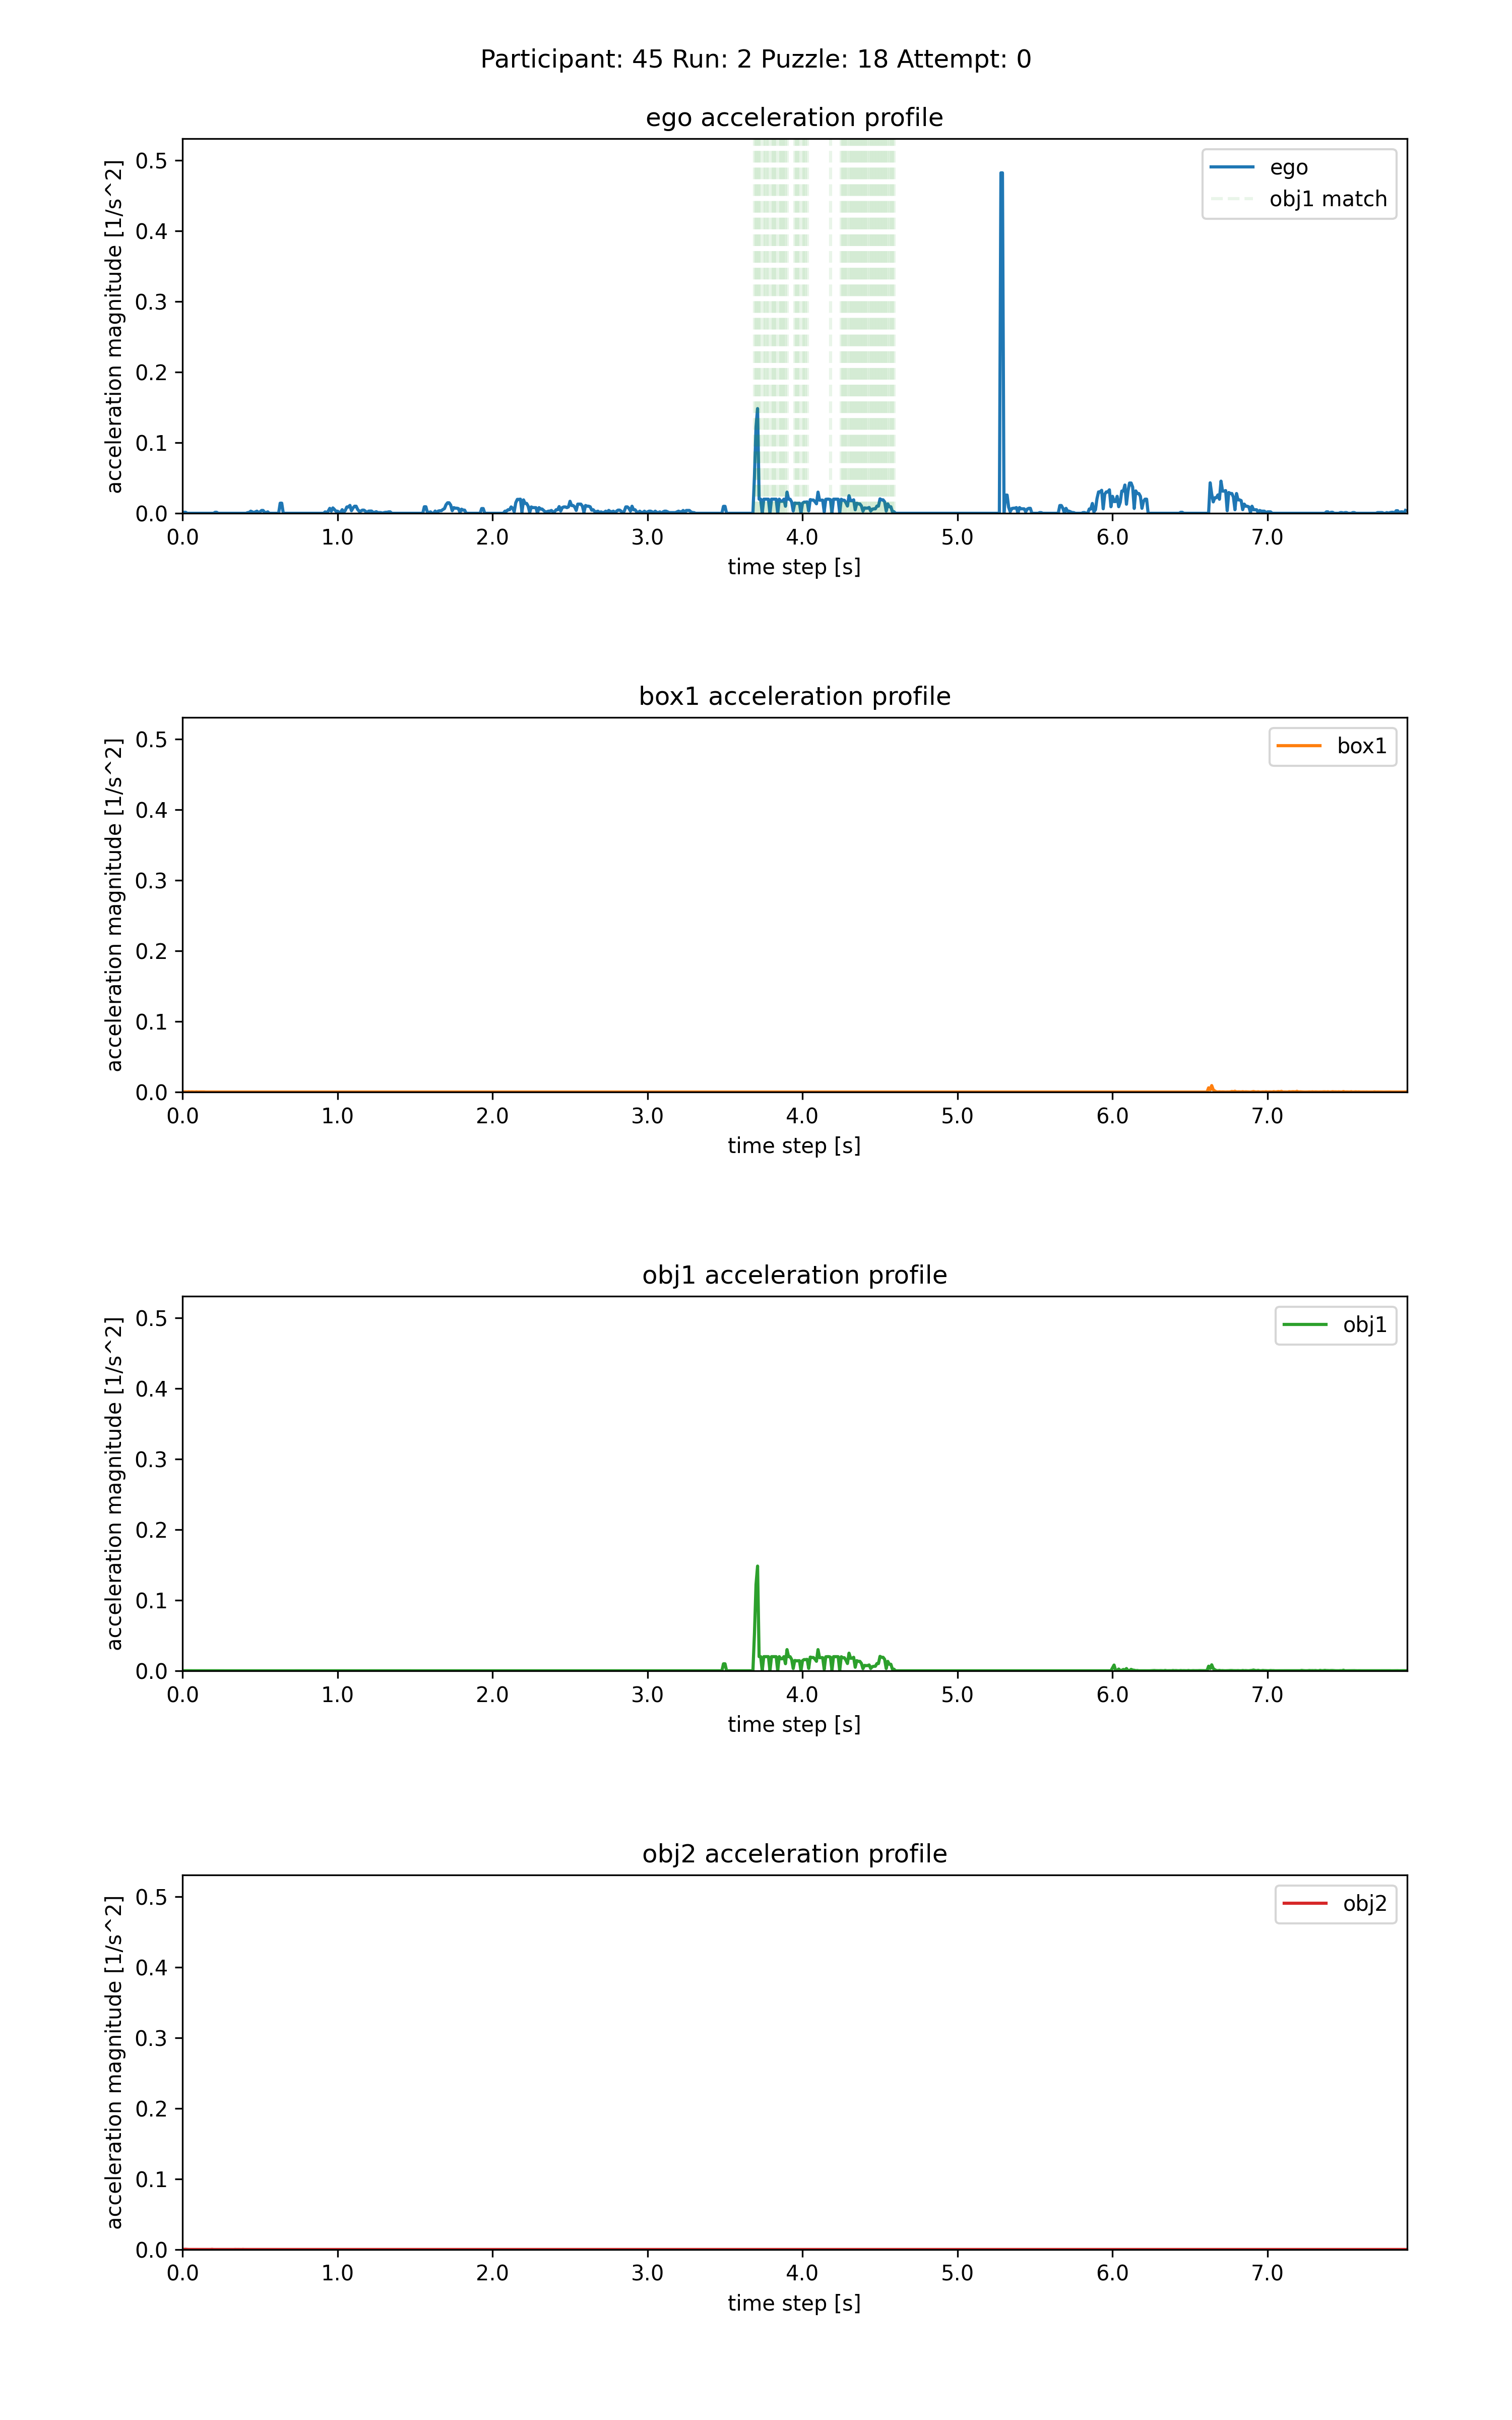 Participant: 45 Run: 2 Puzzle: 18 Attempt: 0
ego acceleration profile
acceleration magnitude [1/s^2]
0.5
0.4
0.3
0.2
0.1
0.0
ego
obj1 match
0.0 1.0 2.0 3.0 4.0 5.0 6.0 7.0
time step [s]
box1 acceleration profile
acceleration magnitude [1/s^2]
0.5
0.4
0.3
0.2
0.1
0.0
box1
0.0 1.0 2.0 3.0 4.0 5.0 6.0 7.0
time step [s]
obj1 acceleration profile
acceleration magnitude [1/s^2]
0.5
0.4
0.3
0.2
0.1
0.0
obj1
0.0 1.0 2.0 3.0 4.0 5.0 6.0 7.0
time step [s]
obj2 acceleration profile
acceleration magnitude [1/s^2]
0.5
0.4
0.3
0.2
0.1
0.0
obj2
0.0 1.0 2.0 3.0 4.0 5.0 6.0 7.0
time step [s]